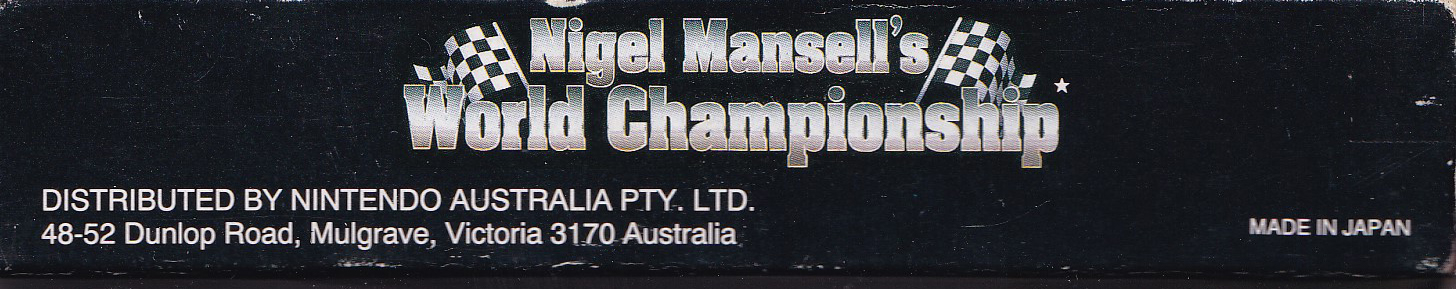 Nigel Mansell's
World Championship
DISTRIBUTED BY NINTENDO AUSTRALIA PTY. LTD.
48-52 Dunlop Road, Mulgrave, Victoria 3170 Australia
MADE IN JAPAN